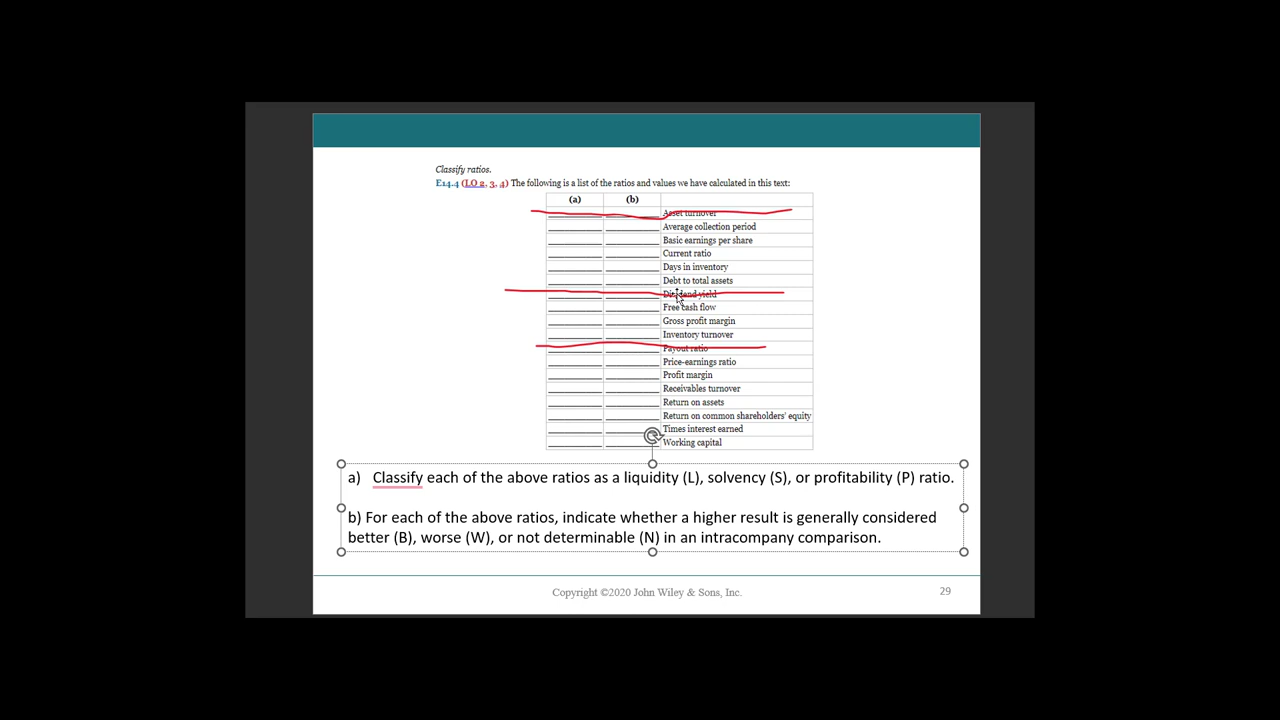 Classify ratios.
E14.4 (LO 2, 3, 4) The following is a list of the ratios and values we have calculated in this text:
(a) (b)
Asset turnover
Average collection period
Basic earnings per share
Current ratio
Days in inventory
Debt to total assets
Dividend yield
Free cash flow
Gross profit margin
Inventory turnover
Payout ratio
Price-earnings ratio
Profit margin
Receivables turnover
Return on assets
Return on common shareholders' equity
Times interest earned
Working capital
a) Classify each of the above ratios as a liquidity (L), solvency (S), or profitability (P) ratio.
b) For each of the above ratios, indicate whether a higher result is generally considered
better (B), worse (W), or not determinable (N) in an intracompany comparison.
Copyright ©2020 John Wiley & Sons, Inc.
29